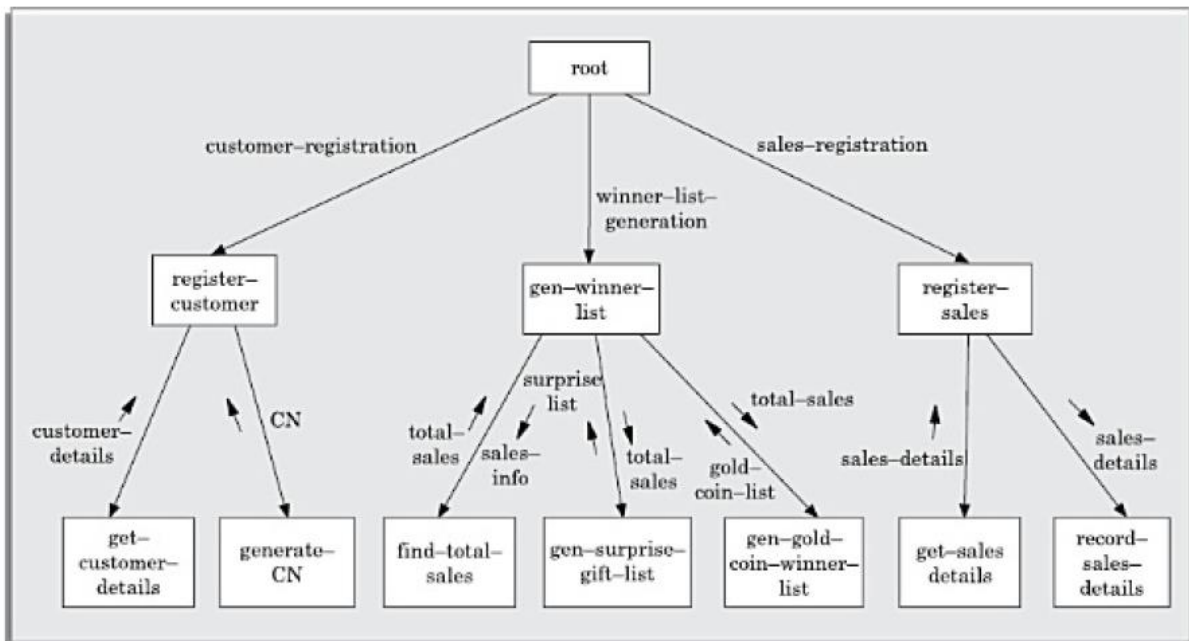 root
customer–registration
sales–registration
winner–list–
generation
register–
customer
gen–winner–
list
register–
sales
customer–
details
CN
total–
sales
sales–
info
surprise
list
total–
sales
gold–
coin–list
total–sales
sales–details
sales–
details
get–
customer–
details
generate–
CN
find–total–
sales
gen–surprise–
gift–list
gen–gold–
coin–winner–
list
get–sales
details
record–
sales–
details